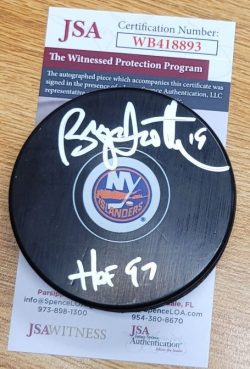 JSA
Certification Number:
WB418893
The Witnessed Protection Program
The autographed piece which accompanies this certificate was
signed in the presence of
Authentication, LLC
19
NY
ISLANDERS
HOF 97
FL
info@Spence
SpenceLOA.com
973-898-1300
954-380-8670
JSAWITNESS
JSA
Authentication